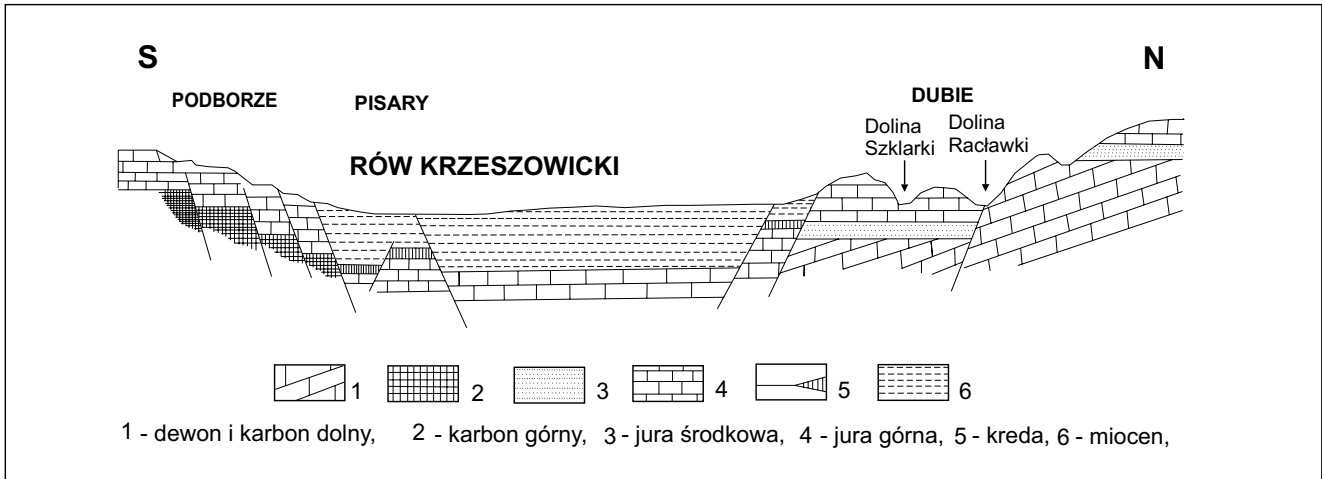 S
N
PODBORZE
PISARY
DUBIE
Dolina
Szklarki
Dolina
Racławki
RÓW KRZESZOWICKI
1
2
3
4
5
6
1 - dewon i karbon dolny, 2 - karbon górny, 3 - jura środkowa, 4 - jura górna, 5 - kreda, 6 - miocen,